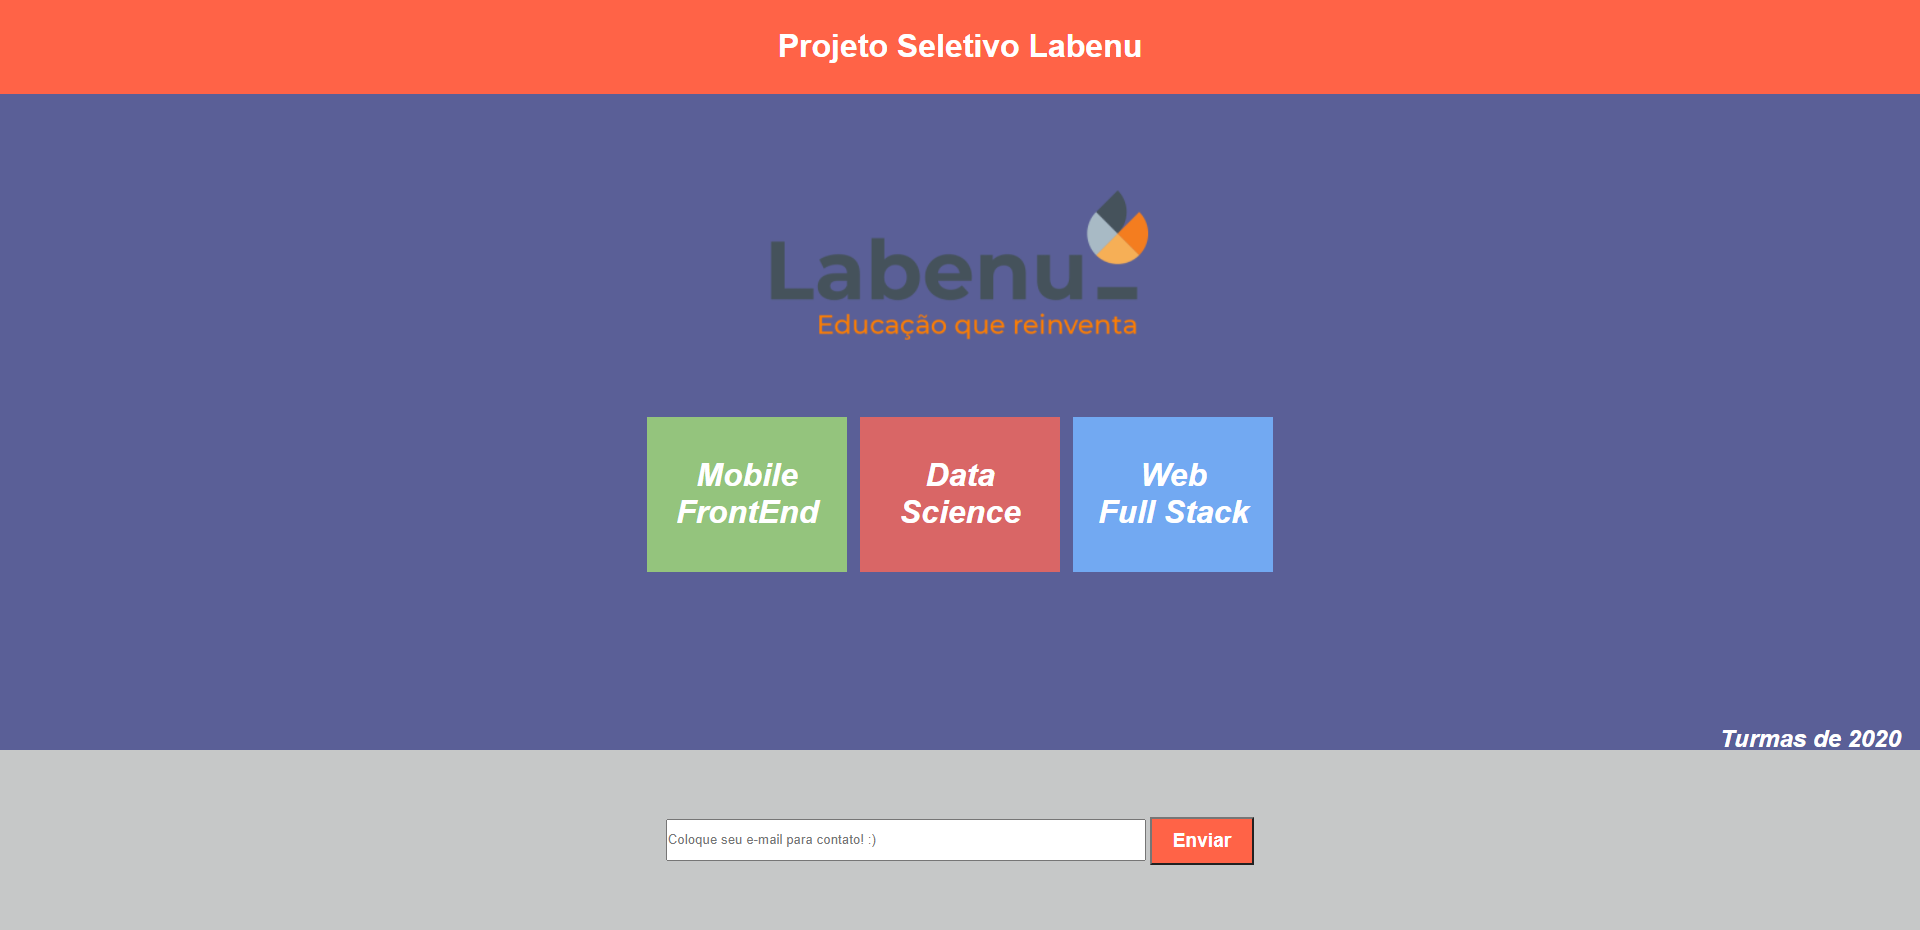 Projeto Seletivo Labenu
Labenu_
Educação que reinventa
Mobile
FrontEnd
Data
Science
Web
Full Stack
Turmas de 2020
Coloque seu e-mail para contato! :)
Enviar